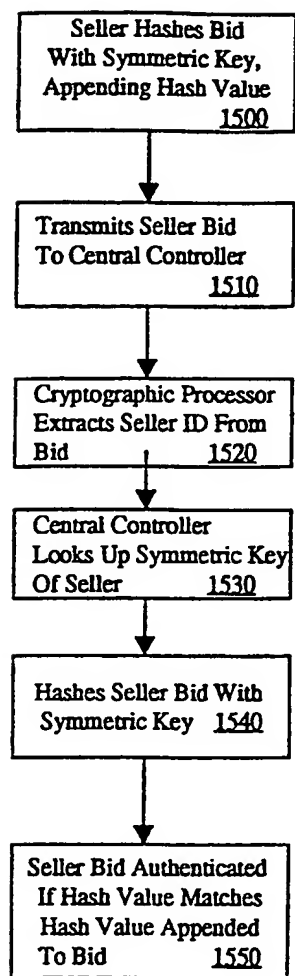 Seller Hashes Bid
With Symmetric Key,
Appending Hash Value
1500
Transmits Seller Bid
To Central Controller
1510
Cryptographic Processor
Extracts Seller ID From
Bid 1520
Central Controller
Looks Up Symmetric Key
Of Seller 1530
Hashes Seller Bid With
Symmetric Key 1540
Seller Bid Authenticated
If Hash Value Matches
Hash Value Appended
To Bid 1550